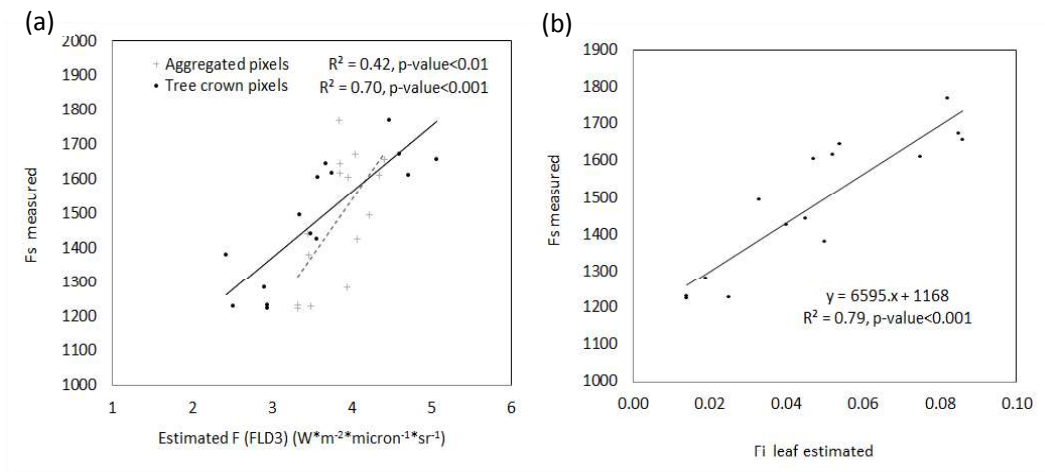 (a)
2000
1900
1800
1700
1600
1500
1400
1300
1200
1100
1000
Fs measured
+ Aggregated pixels R² = 0.42, p-value<0.01
• Tree crown pixels R² = 0.70, p-value<0.001
1 2 3 4 5 6
Estimated F (FLD3) (W*m⁻²*micron⁻¹*sr⁻¹)
(b)
1900
1800
1700
1600
1500
1400
1300
1200
1100
1000
Fs measured
y = 6595.x + 1168
R² = 0.79, p-value<0.001
0.00 0.02 0.04 0.06 0.08 0.10
leaf estimated